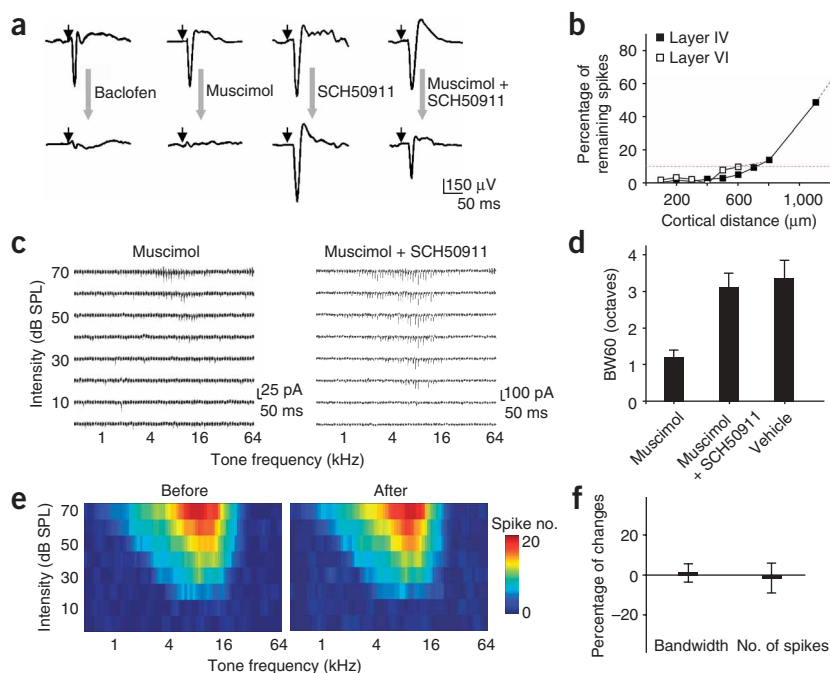 a
Baclofen
Muscimol
SCH50911
Muscimol +
SCH50911
150 µV
50 ms
b
Layer IV
Layer VI
Percentage of
remaining spikes
80
60
40
20
0
200
600
1,000
Cortical distance (µm)
c
Muscimol
Muscimol + SCH50911
Intensity (dB SPL)
70
50
30
10
25 pA
50 ms
100 pA
50 ms
1
4
16
64
1
4
16
64
Tone frequency (kHz)
d
BW60 (octaves)
4
3
2
1
0
Muscimol
Muscimol
+ SCH50911
Vehicle
e
Before
After
Intensity (dB SPL)
70
50
30
10
Spike no.
20
0
1
4
16
64
1
4
16
64
Tone frequency (kHz)
f
Percentage of changes
20
0
−20
Bandwidth
No. of spikes